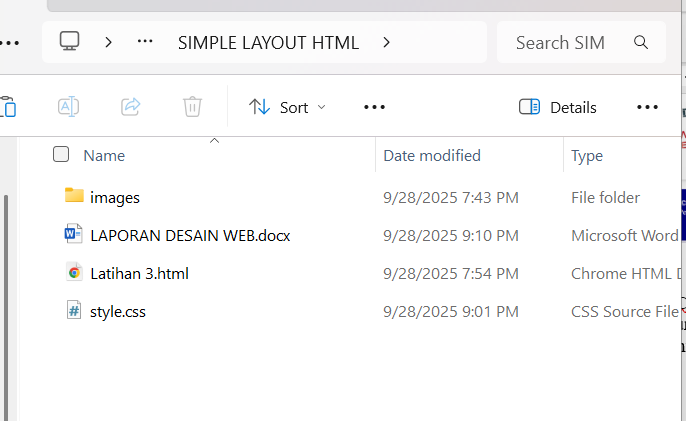 SIMPLE LAYOUT HTML Search SIM
Sort Details
Name Date modified Type
images 9/28/2025 7:43 PM File folder
LAPORAN DESAIN WEB.docx 9/28/2025 9:10 PM Microsoft Word
Latihan 3.html 9/28/2025 7:54 PM Chrome HTML D
style.css 9/28/2025 9:01 PM CSS Source File